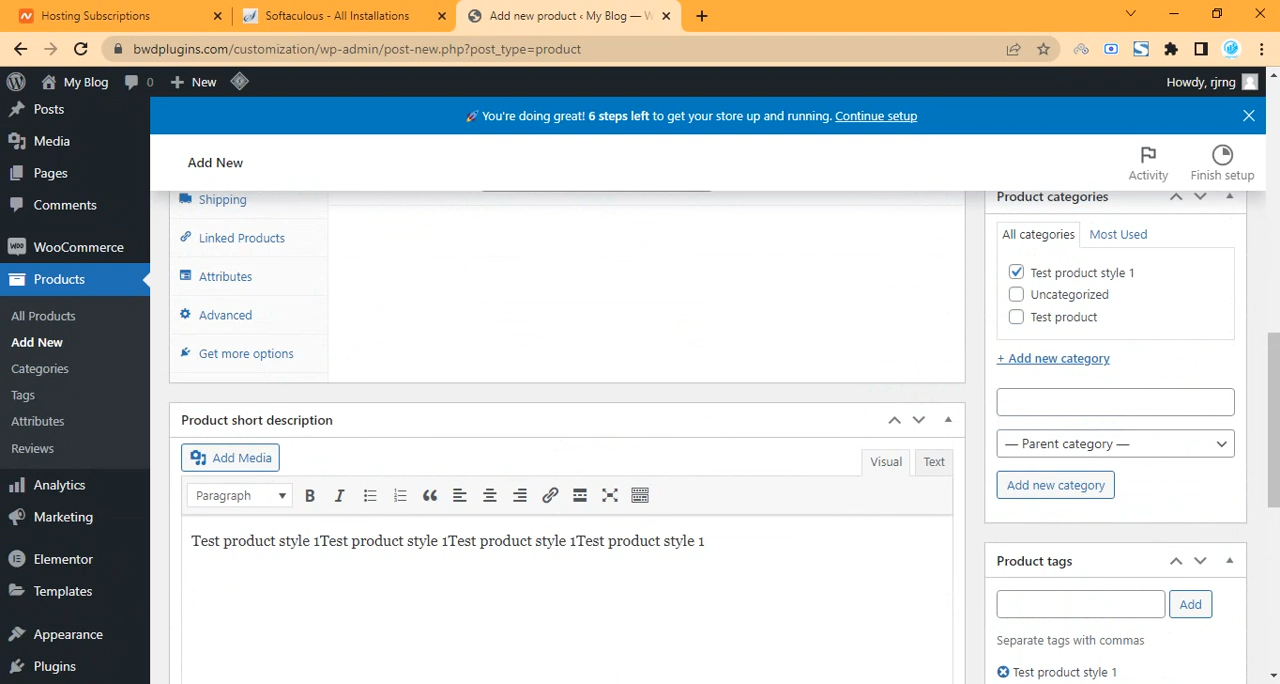 Hosting Subscriptions
Softaculous - All Installations
Add new product ‹ My Blog — W
bwdplugins.com/customization/wp-admin/post-new.php?post_type=product
My Blog
0
New
Howdy, rjrng
Posts
Media
Pages
Comments
WooCommerce
Products
All Products
Add New
Categories
Tags
Attributes
Reviews
Analytics
Marketing
Elementor
Templates
Appearance
Plugins
🚀 You're doing great! 6 steps left to get your store up and running. Continue setup
Add New
Activity
Finish setup
Shipping
Linked Products
Attributes
Advanced
Get more options
Product short description
Add Media
Visual
Text
Paragraph
Test product style 1Test product style 1Test product style 1Test product style 1
Product categories
All categories
Most Used
Test product style 1
Uncategorized
Test product
+ Add new category
— Parent category —
Add new category
Product tags
Add
Separate tags with commas
Test product style 1